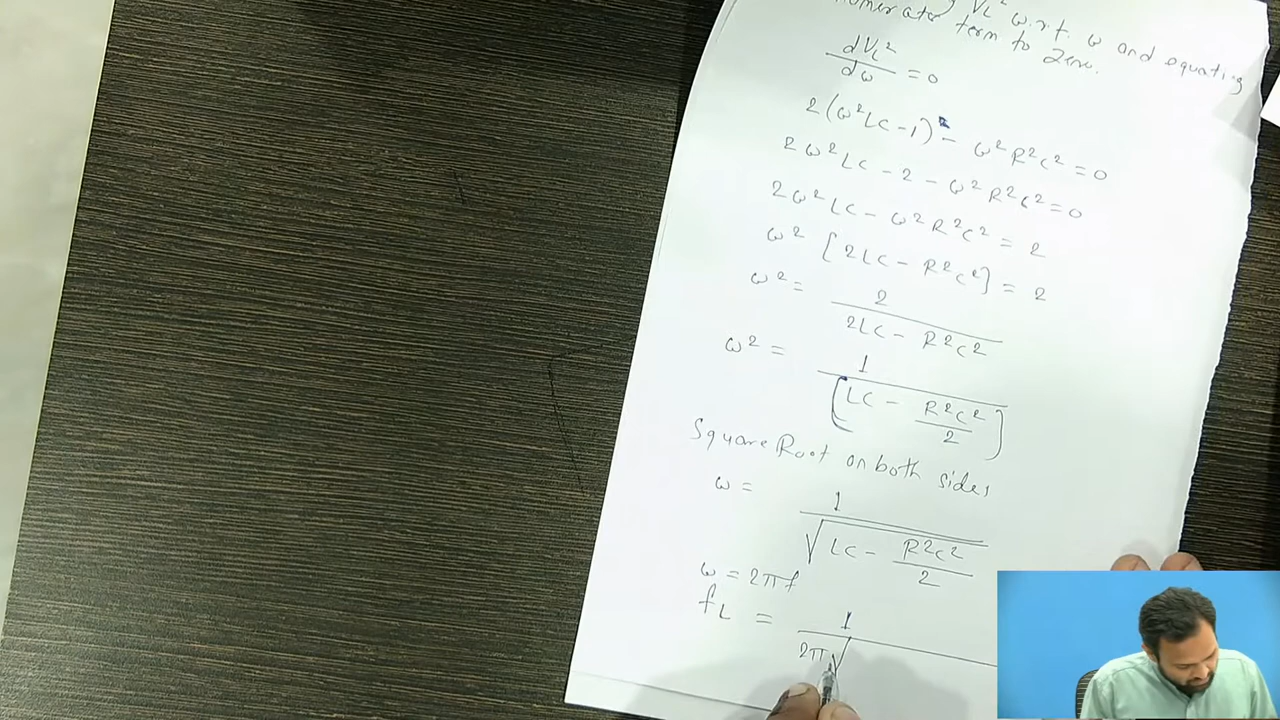 VL² w.r.t. ω and equating
numerator term to zero.
dVL²/dω = 0
2(ω²LC-1) - ω²R²C² = 0
2ω²LC - 2 - ω²R²C² = 0
2ω²LC - ω²R²C² = 2
ω² [2LC - R²C²] = 2
ω² = 2/(2LC - R²C²)
ω² = 1/(LC - R²C²/2)
Square Root on both sides
ω = 1/√(LC - R²C²/2)
ω = 2πf
fL = 1/2π√